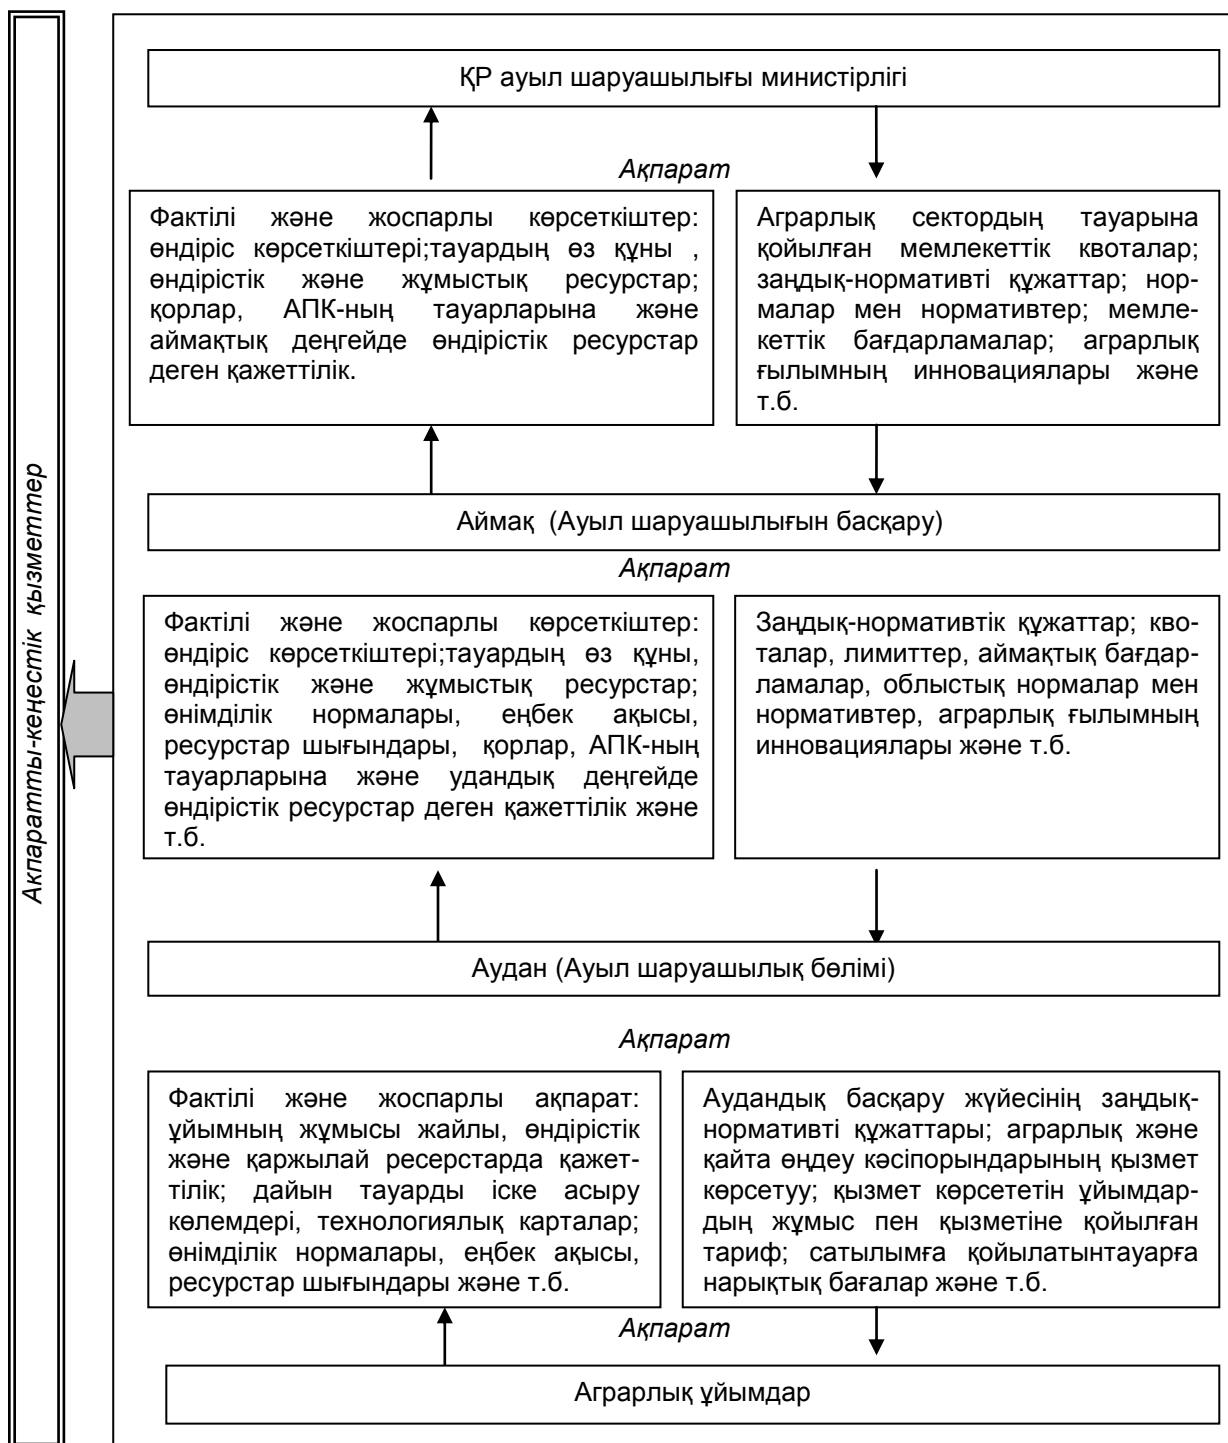 Акпаратты-кеңестік қызметтер
ҚР ауыл шаруашылығы министірлігі
Ақпарат
Фактілі және жоспарлы көрсеткіштер:
өндіріс көрсеткіштері;тауардың өз құны ,
өндірістік және жұмыстық ресурстар;
қорлар, АПК-ның тауарларына және
аймақтық деңгейде өндірістік ресурстар
деген қажеттілік.
Аграрлық сектордың тауарына
қойылған мемлекеттік квоталар;
заңдық-нормативті құжаттар; нор-
малар мен нормативтер; мемле-
кеттік бағдарламалар; аграрлық
ғылымның инновациялары және
т.б.
Аймақ (Ауыл шаруашылығын басқару)
Ақпарат
Фактілі және жоспарлы көрсеткіштер:
өндіріс көрсеткіштері;тауардың өз құны,
өндірістік және жұмыстық ресурстар;
өнімділік нормалары, еңбек ақысы,
ресурстар шығындары, қорлар, АПК-ның
тауарларына және удандық деңгейде
өндірістік ресурстар деген қажеттілік және
т.б.
Заңдық-нормативтік құжаттар; кво-
талар, лимиттер, аймақтық бағдар-
ламалар, облыстық нормалар мен
нормативтер, аграрлық ғылымның
инновациялары және т.б.
Аудан (Ауыл шаруашылық бөлімі)
Ақпарат
Фактілі және жоспарлы ақпарат:
ұйымның жұмысы жайлы, өндірістік
және қаржылай ресерстарда қажет-
тілік; дайын тауарды іске асыру
көлемдері, технологиялық карталар;
өнімділік нормалары, еңбек ақысы,
ресурстар шығындары және т.б.
Аудандық басқару жүйесінің заңдық-
нормативті құжаттары; аграрлық және
қайта өңдеу кәсіпорындарының қызмет
көрсетуу; қызмет көрсететін ұйымдар-
дың жұмыс пен қызметіне қойылған
тариф; сатылымға қойылатынтауарға
нарықтық бағалар және т.б.
Ақпарат
Аграрлық ұйымдар